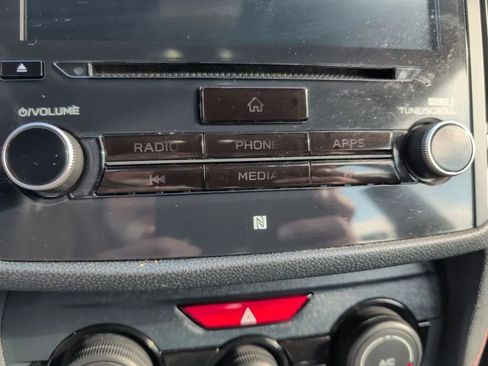 ⏻/VOLUME
TUNE/SCROLL
RADIO PHONE APPS
MEDIA
N
A/C